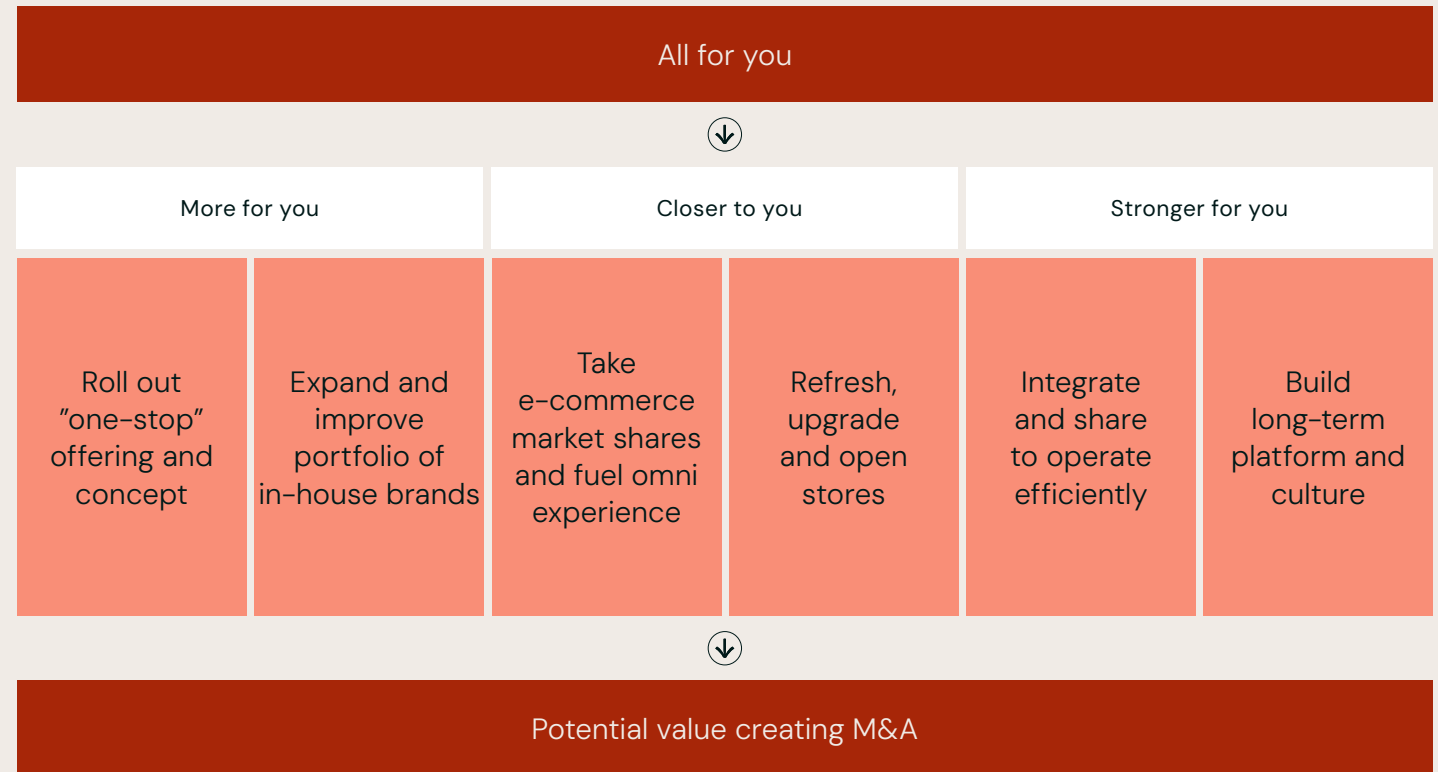 All for you
More for you
Closer to you
Stronger for you
Roll out
”one-stop”
offering and
concept
Expand and
improve
portfolio of
in-house brands
Take
e-commerce
market shares
and fuel omni
experience
Refresh,
upgrade
and open
stores
Integrate
and share
to operate
efficiently
Build
long-term
platform and
culture
Potential value creating M&A